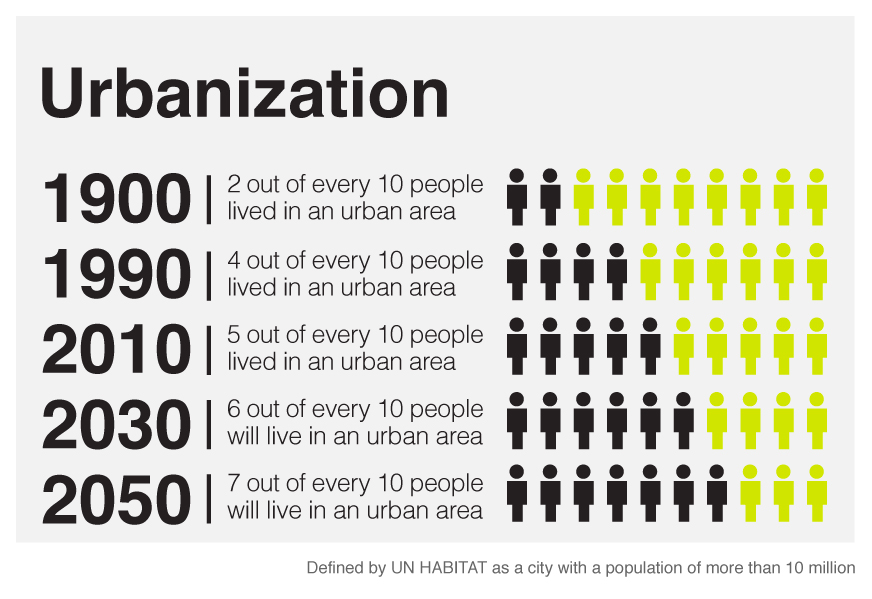 Urbanization
1900
2 out of every 10 people
lived in an urban area
1990
4 out of every 10 people
lived in an urban area
2010
5 out of every 10 people
lived in an urban area
2030
6 out of every 10 people
will live in an urban area
2050
7 out of every 10 people
will live in an urban area
Defined by UN HABITAT as a city with a population of more than 10 million